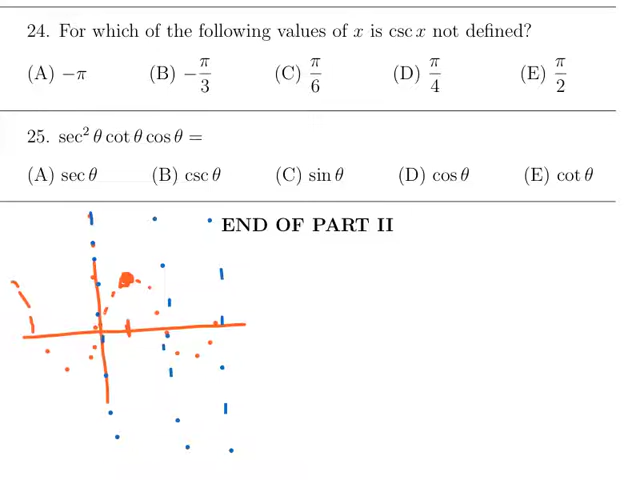 24. For which of the following values of x is csc x not defined?
(A) −π (B) −π/3 (C) π/6 (D) π/4 (E) π/2
25. sec² θ cot θ cos θ =
(A) sec θ (B) csc θ (C) sin θ (D) cos θ (E) cot θ
END OF PART II